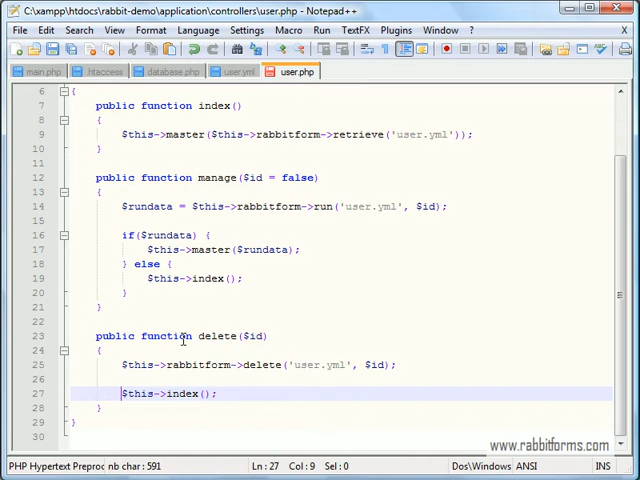 C:\xampp\htdocs\rabbit-demo\application\controllers\user.php - Notepad++
File Edit Search View Format Language Settings Macro Run TextFX Plugins Window ? X
main.php .htaccess database.php user.yml user.php
6 {
7 public function index()
8 {
9 $this->master($this->rabbitform->retrieve('user.yml'));
10 }
11
12 public function manage($id = false)
13 {
14 $rundata = $this->rabbitform->run('user.yml', $id);
15
16 if($rundata) {
17 $this->master($rundata);
18 } else {
19 $this->index();
20 }
21 }
22
23 public function delete($id)
24 {
25 $this->rabbitform->delete('user.yml', $id);
26
27 $this->index();
28 }
29 }
30
www.rabbitforms.com
PHP Hypertext Preproc nb char : 591 Ln : 27 Col : 9 Sel : 0 Dos\Windows ANSI INS